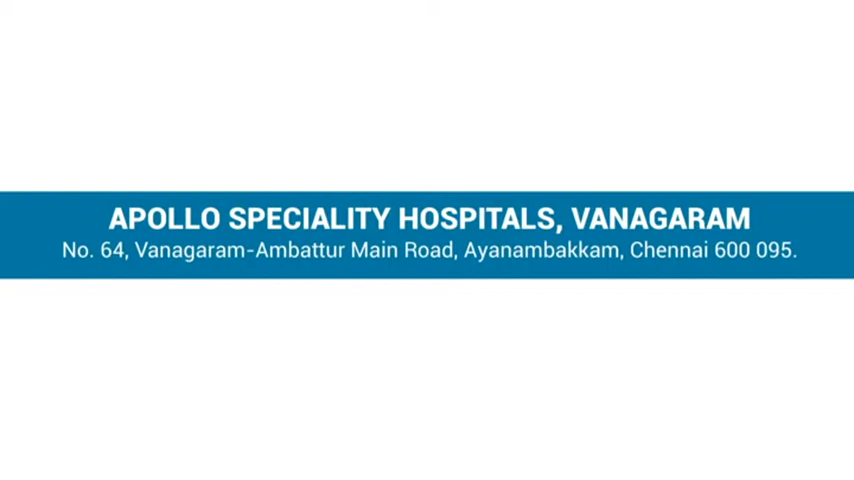 APOLLO SPECIALITY HOSPITALS, VANAGARAM
No. 64, Vanagaram-Ambattur Main Road, Ayanambakkam, Chennai 600 095.